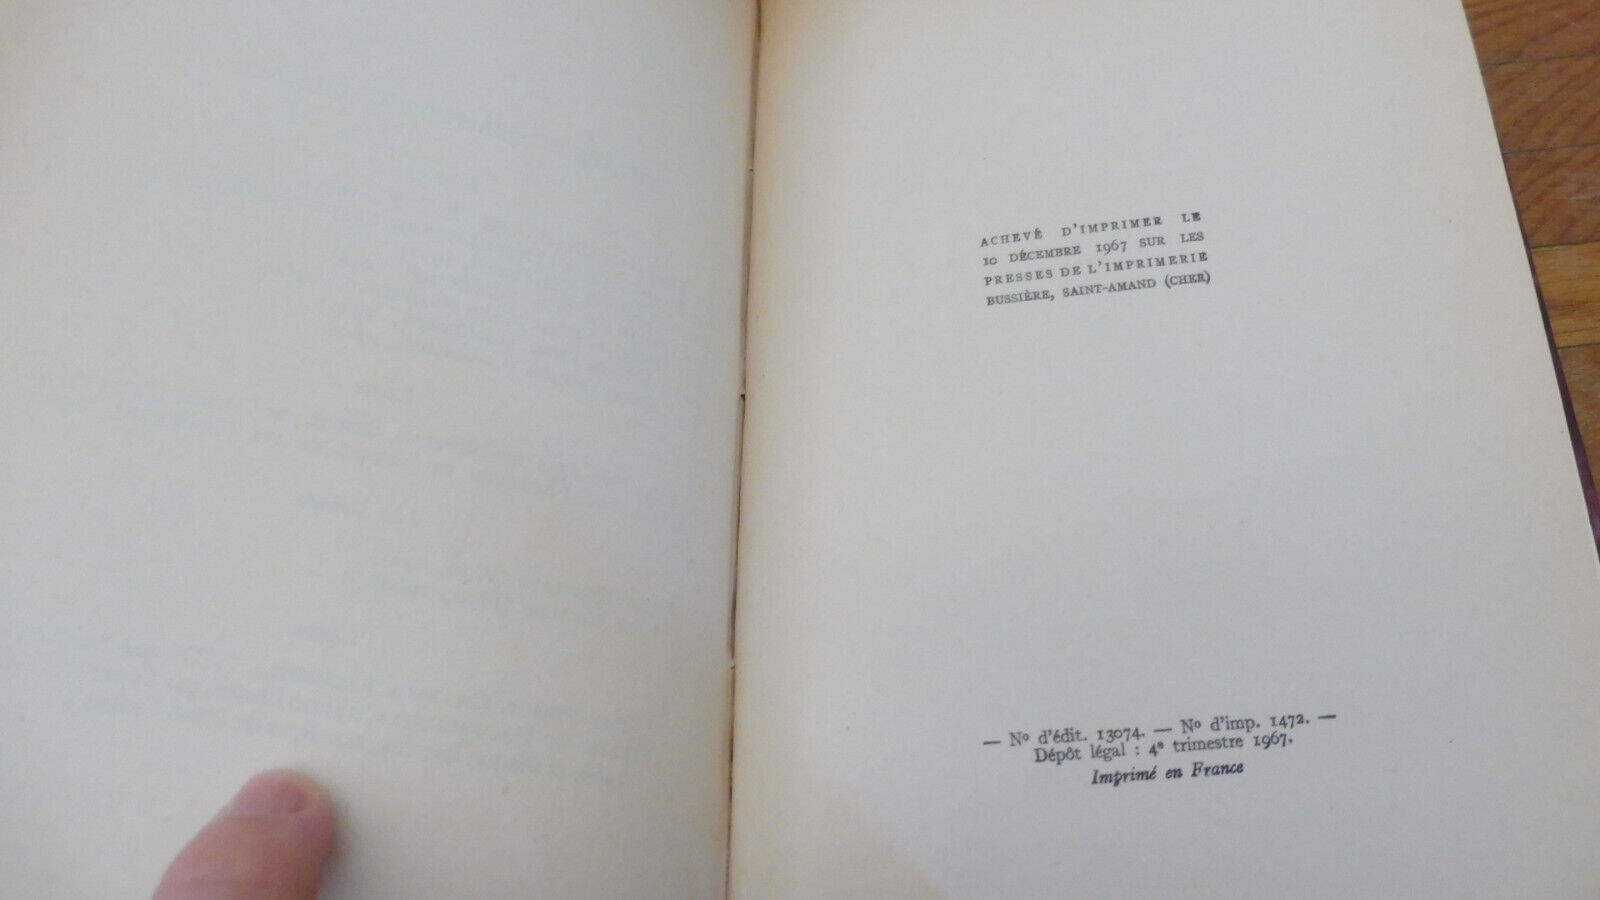 ACHEVÉ D'IMPRIMER LE
10 DÉCEMBRE 1967 SUR LES
PRESSES DE L'IMPRIMERIE
BUSSIÈRE, SAINT-AMAND (CHER)
— Nº d'édit. 13074. — Nº d'imp. 1472. —
Dépôt légal : 4e trimestre 1967.
Imprimé en France